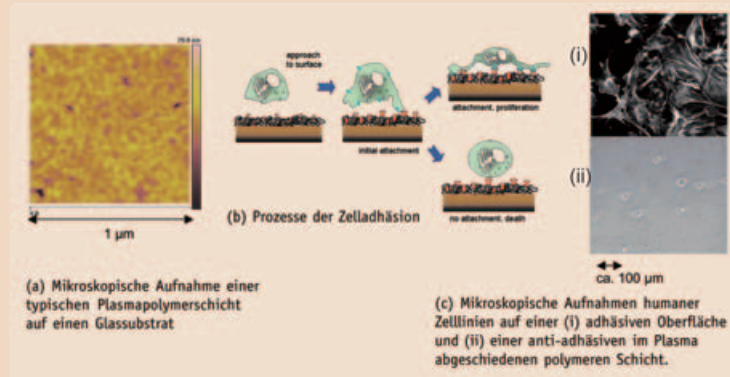 (a)
1 µm
(a) Mikroskopische Aufnahme einer
typischen Plasmapolymerschicht
auf einen Glassubstrat
(b)
approach
to surface
initial attachment
attachment, proliferation
no attachment, death
(b) Prozesse der Zelladhäsion
(c)
(i)
(ii)
ca. 100 µm
(c) Mikroskopische Aufnahmen humaner
Zelllinien auf einer (i) adhäsiven Oberfläche
und (ii) einer anti-adhäsiven im Plasma
abgeschiedenen polymeren Schicht.